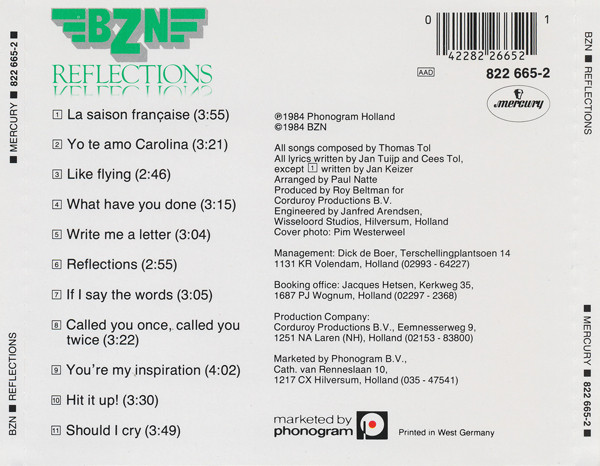 BZN
REFLECTIONS
1 La saison française (3:55)
2 Yo te amo Carolina (3:21)
3 Like flying (2:46)
4 What have you done (3:15)
5 Write me a letter (3:04)
6 Reflections (2:55)
7 If I say the words (3:05)
8 Called you once, called you
twice (3:22)
9 You're my inspiration (4:02)
10 Hit it up! (3:30)
11 Should I cry (3:49)
0 1
42282 26652
AAD 822 665-2
mercury
℗1984 Phonogram Holland
©1984 BZN
All songs composed by Thomas Tol
All lyrics written by Jan Tuijp and Cees Tol,
except 1 written by Jan Keizer
Arranged by Paul Natte
Produced by Roy Beltman for
Corduroy Productions B.V.
Engineered by Janfred Arendsen,
Wisseloord Studios, Hilversum, Holland
Cover photo: Pim Westerweel
Management: Dick de Boer, Terschellingplantsoen 14
1131 KR Volendam, Holland (02993 - 64227)
Booking office: Jacques Hetsen, Kerkweg 35,
1687 PJ Wognum, Holland (02297 - 2368)
Production Company:
Corduroy Productions B.V., Eemnesserweg 9,
1251 NA Laren (NH), Holland (02153 - 83800)
Marketed by Phonogram B.V.,
Cath. van Renneslaan 10,
1217 CX Hilversum, Holland (035 - 47541)
marketed by
phonogram
Printed in West Germany
BZN ■ REFLECTIONS ■ MERCURY ■ 822 665-2 ■
BZN ■ REFLECTIONS ■ MERCURY ■ 822 665-2 ■